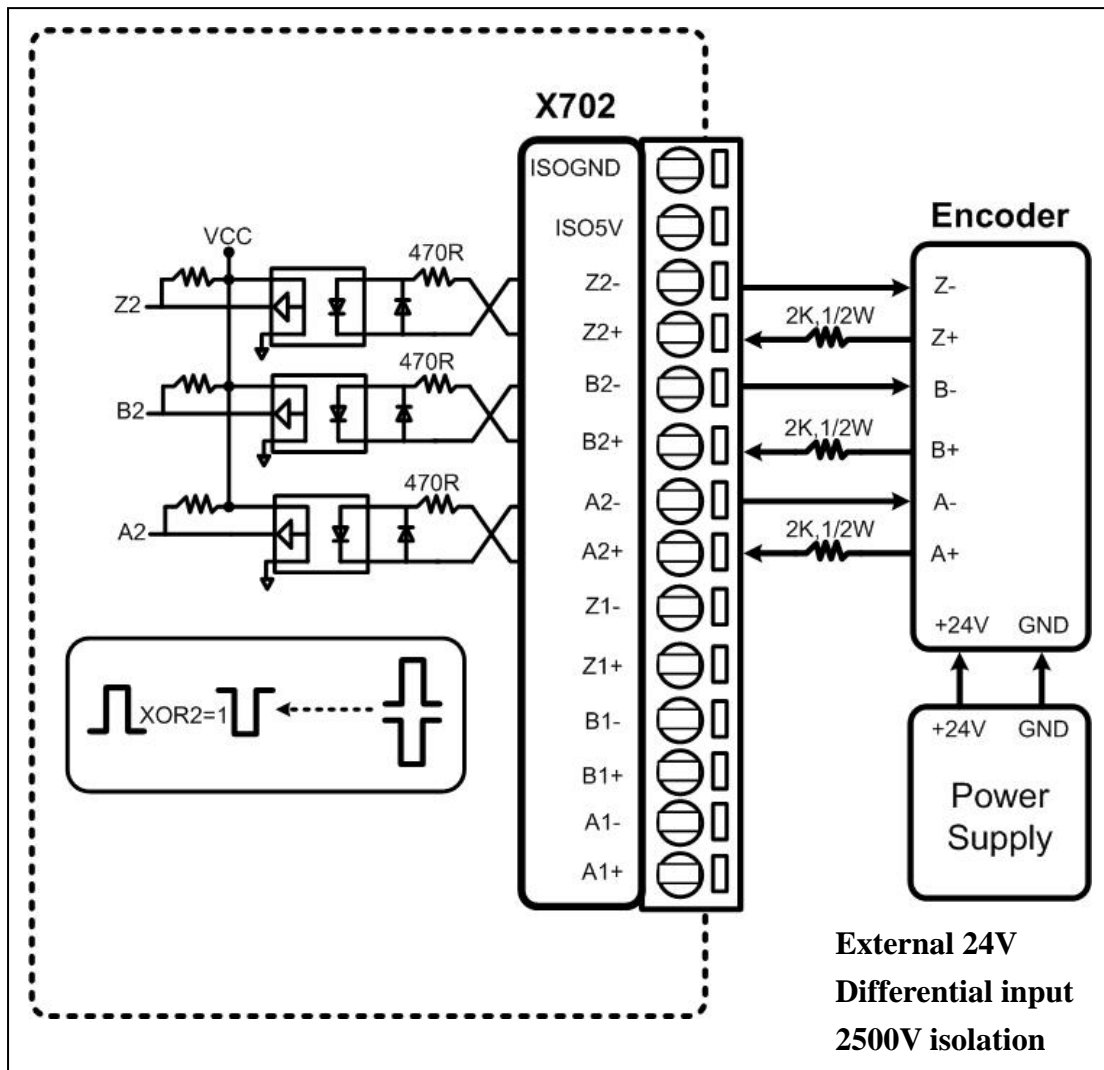 X702
ISOGND
ISO5V
Z2-
Z2+
B2-
B2+
A2-
A2+
Z1-
Z1+
B1-
B1+
A1-
A1+
VCC
470R
Z2
470R
B2
470R
A2
XOR2=1
Encoder
Z-
2K,1/2W
Z+
B-
2K,1/2W
B+
A-
2K,1/2W
A+
+24V GND
+24V GND
Power
Supply
External 24V
Differential input
2500V isolation